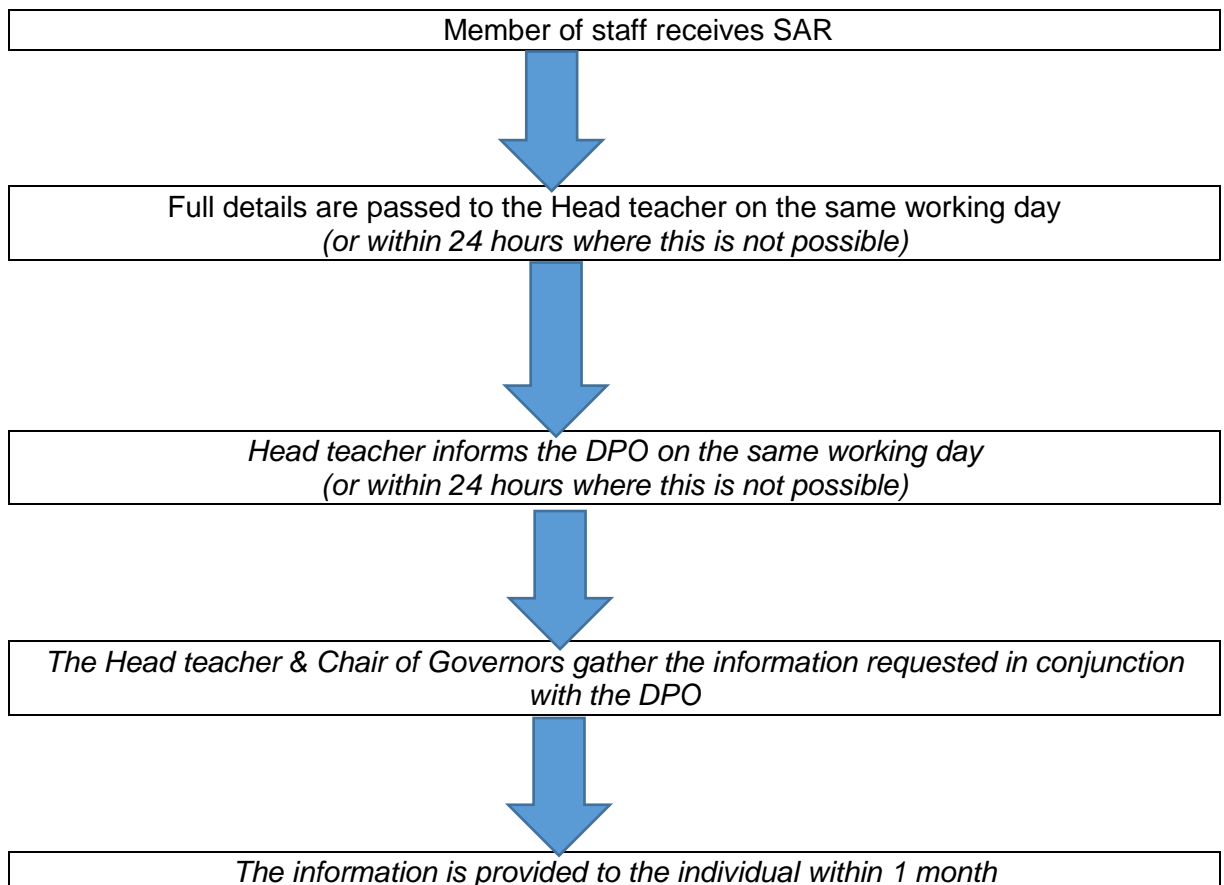 Member of staff receives SAR
Full details are passed to the Head teacher on the same working day
(or within 24 hours where this is not possible)
Head teacher informs the DPO on the same working day
(or within 24 hours where this is not possible)
The Head teacher & Chair of Governors gather the information requested in conjunction
with the DPO
The information is provided to the individual within 1 month